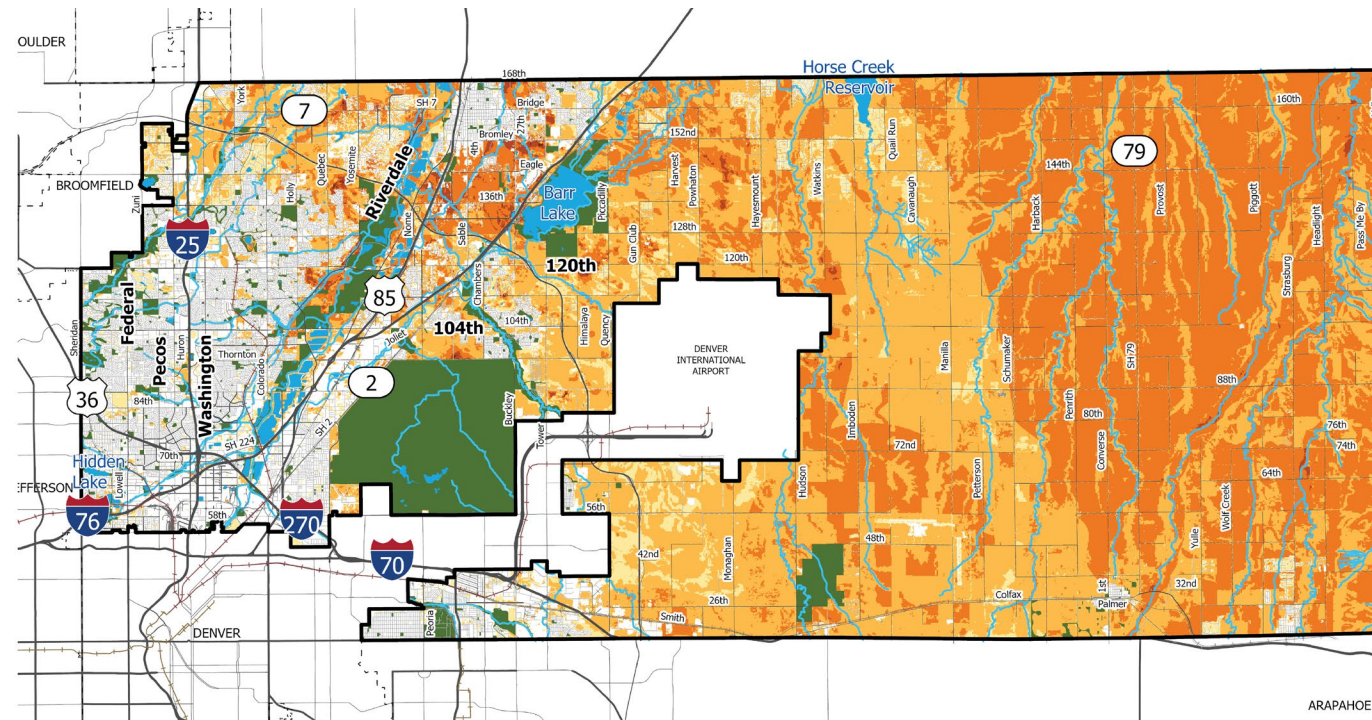 OULDER
Horse Creek
Reservoir
168th
York
7
SH 7
Bridge
27th
160th
Bromley
4th
152nd
Quail Run
79
Eagle
144th
Quebec
Yosemite
Harvest
Powhaton
Hayesmount
Watkins
Provost
Piggott
BROOMFIELD
Zuni
Holly
Riverdale
136th
Barr
Lake
Piccadilly
Cavanaugh
Harback
Headlight
Pass Me By
25
Nome
Sable
Gun Club
128th
120th
120th
Strasburg
85
Chambers
Federal
Pecos
Huron
Washington
Sheridan
Thornton
Colorado
104th
104th
Joliet
Himalaya
Quency
DENVER
INTERNATIONAL
AIRPORT
Manilla
Schumaker
SH 79
2
88th
36
84th
Buckley
Tower
Imboden
Penrith
80th
Converse
76th
74th
SH 224
SH 2
70th
72nd
Hidden
Lake
Lowell
EFFERSON
Hudson
Petterson
64th
Wolf Creek
76
58th
270
56th
48th
Yulle
70
42nd
Monaghan
26th
Colfax
1st
32nd
Palmer
Peoria
Smith
DENVER
ARAPAHOE